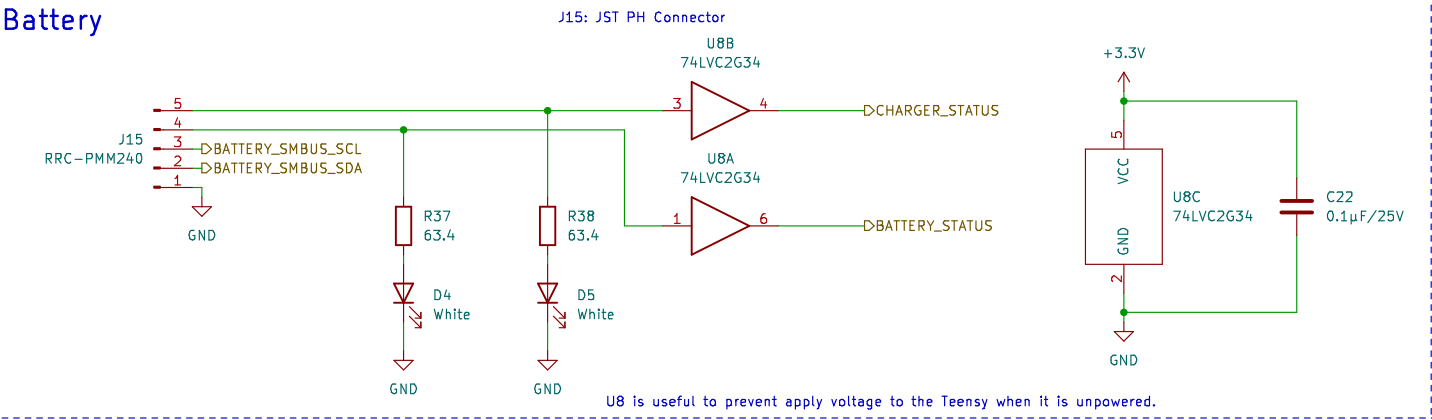 Battery
J15: JST PH Connector
U8B
74LVC2G34
+3.3V
5
3
4
CHARGER_STATUS
4
J15
RRC-PMM240
3
BATTERY_SMBUS_SCL
2
BATTERY_SMBUS_SDA
1
GND
U8A
74LVC2G34
5
VCC
U8C
74LVC2G34
GND
2
C22
0.1µF/25V
R37
63.4
R38
63.4
1
6
BATTERY_STATUS
D4
White
D5
White
GND
GND
GND
U8 is useful to prevent apply voltage to the Teensy when it is unpowered.